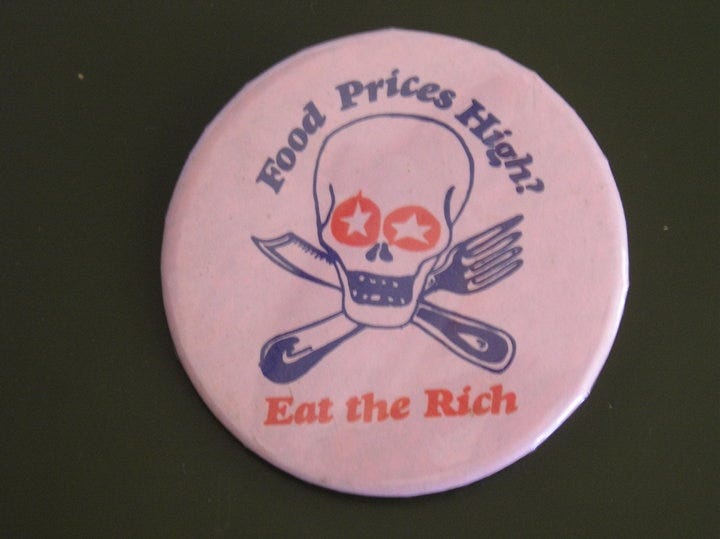 Food Prices High?
Eat the Rich